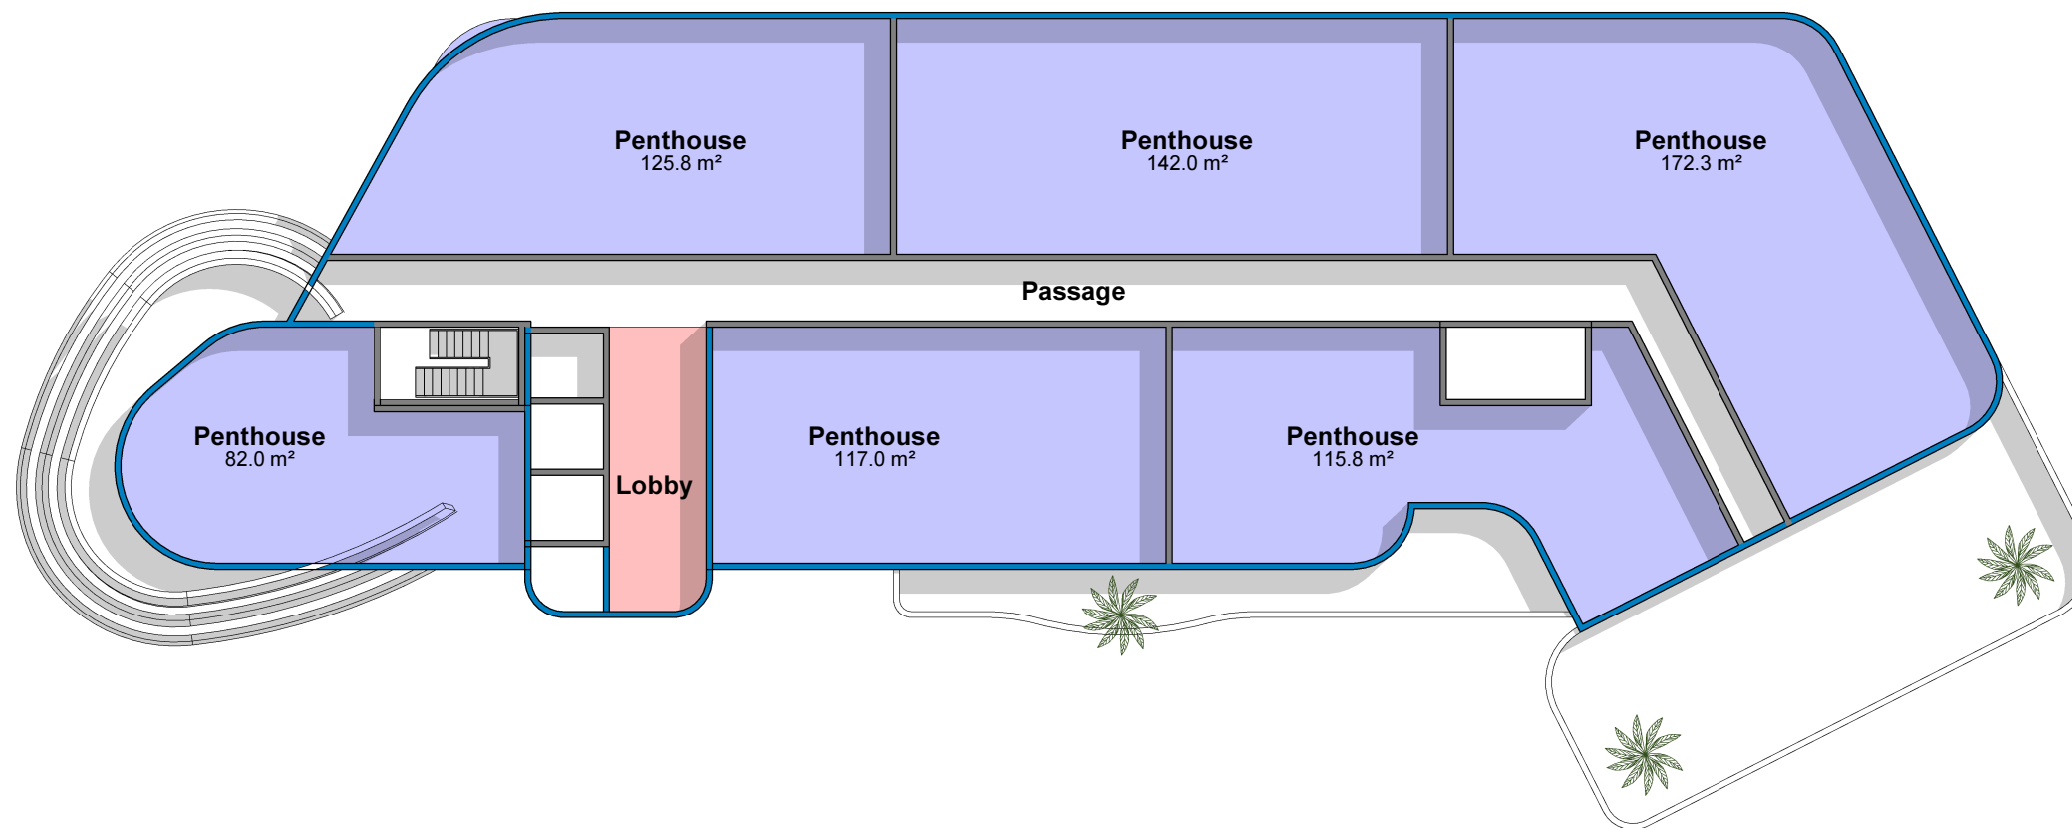 Penthouse
125.8 m²
Penthouse
142.0 m²
Penthouse
172.3 m²
Passage
Penthouse
82.0 m²
Lobby
Penthouse
117.0 m²
Penthouse
115.8 m²